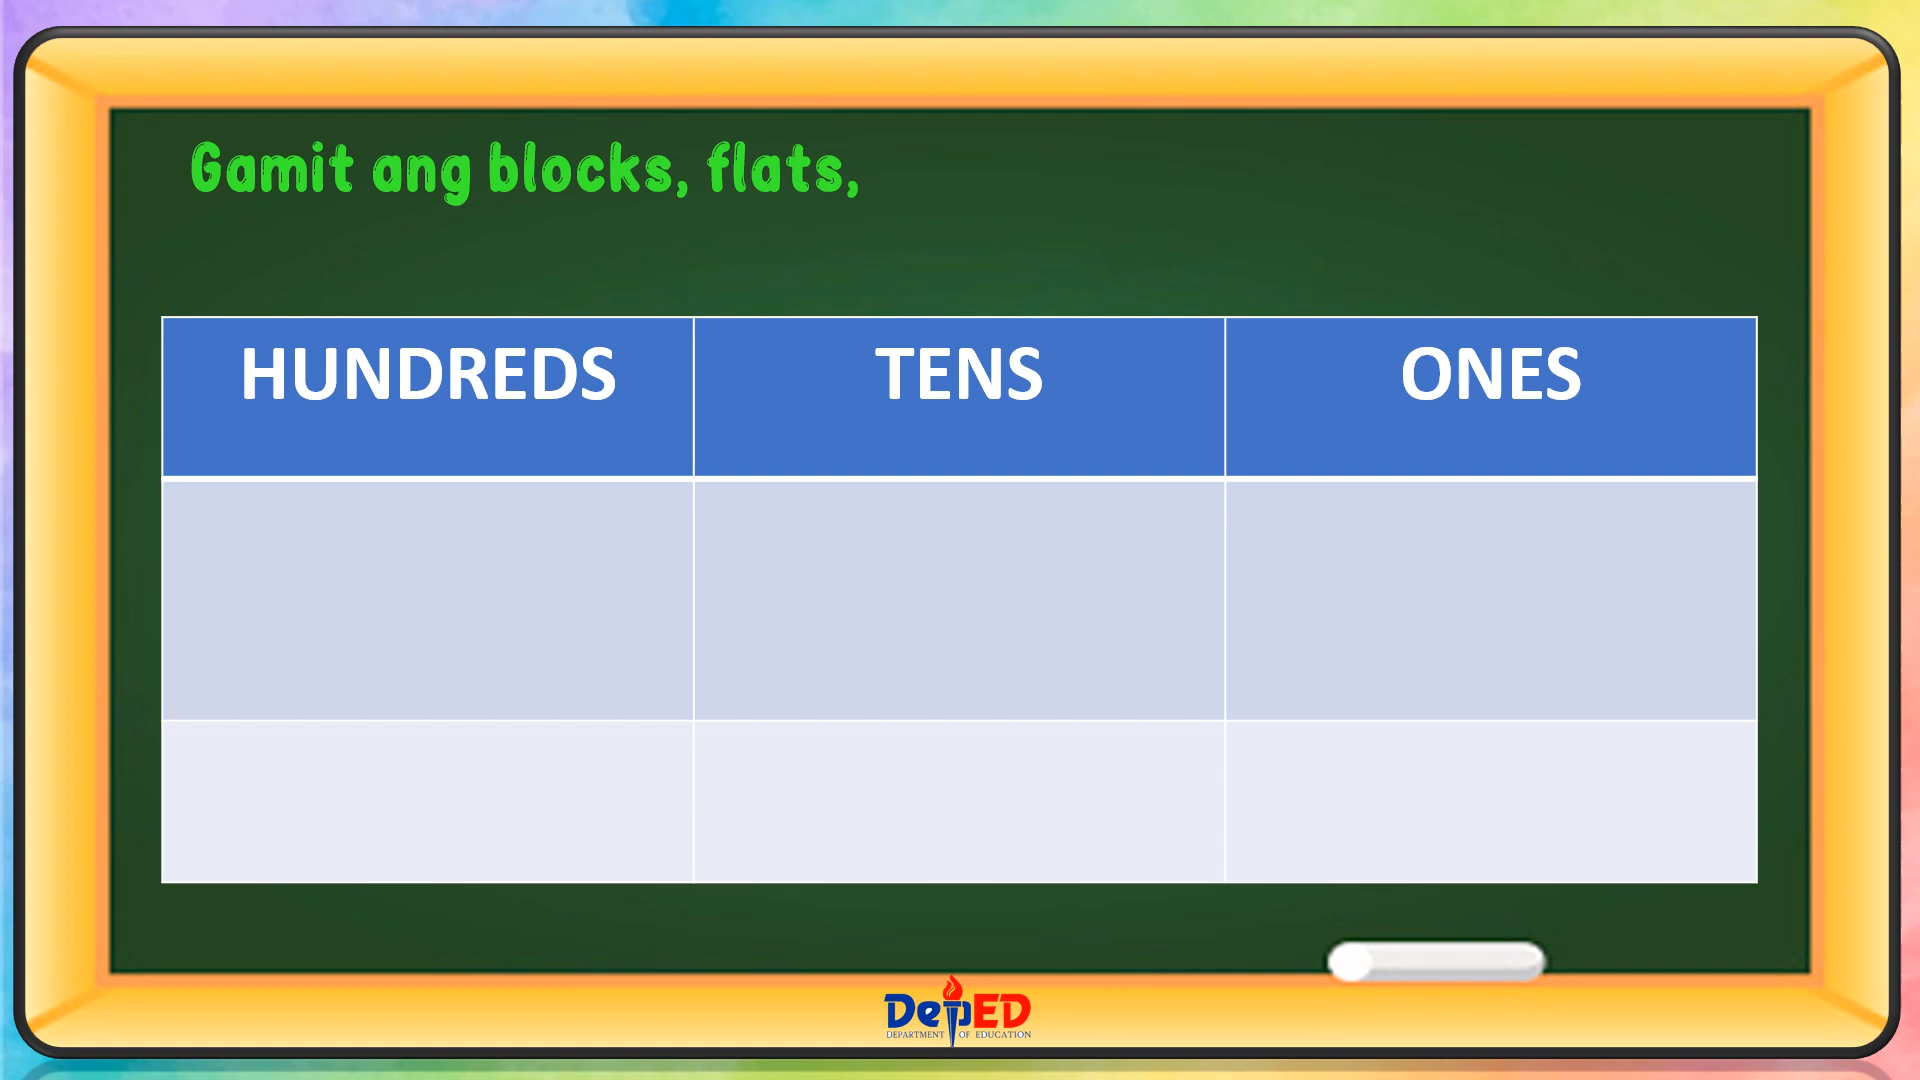 Gamit ang blocks, flats,
HUNDREDS TENS ONES
DepED
DEPARTMENT OF EDUCATION